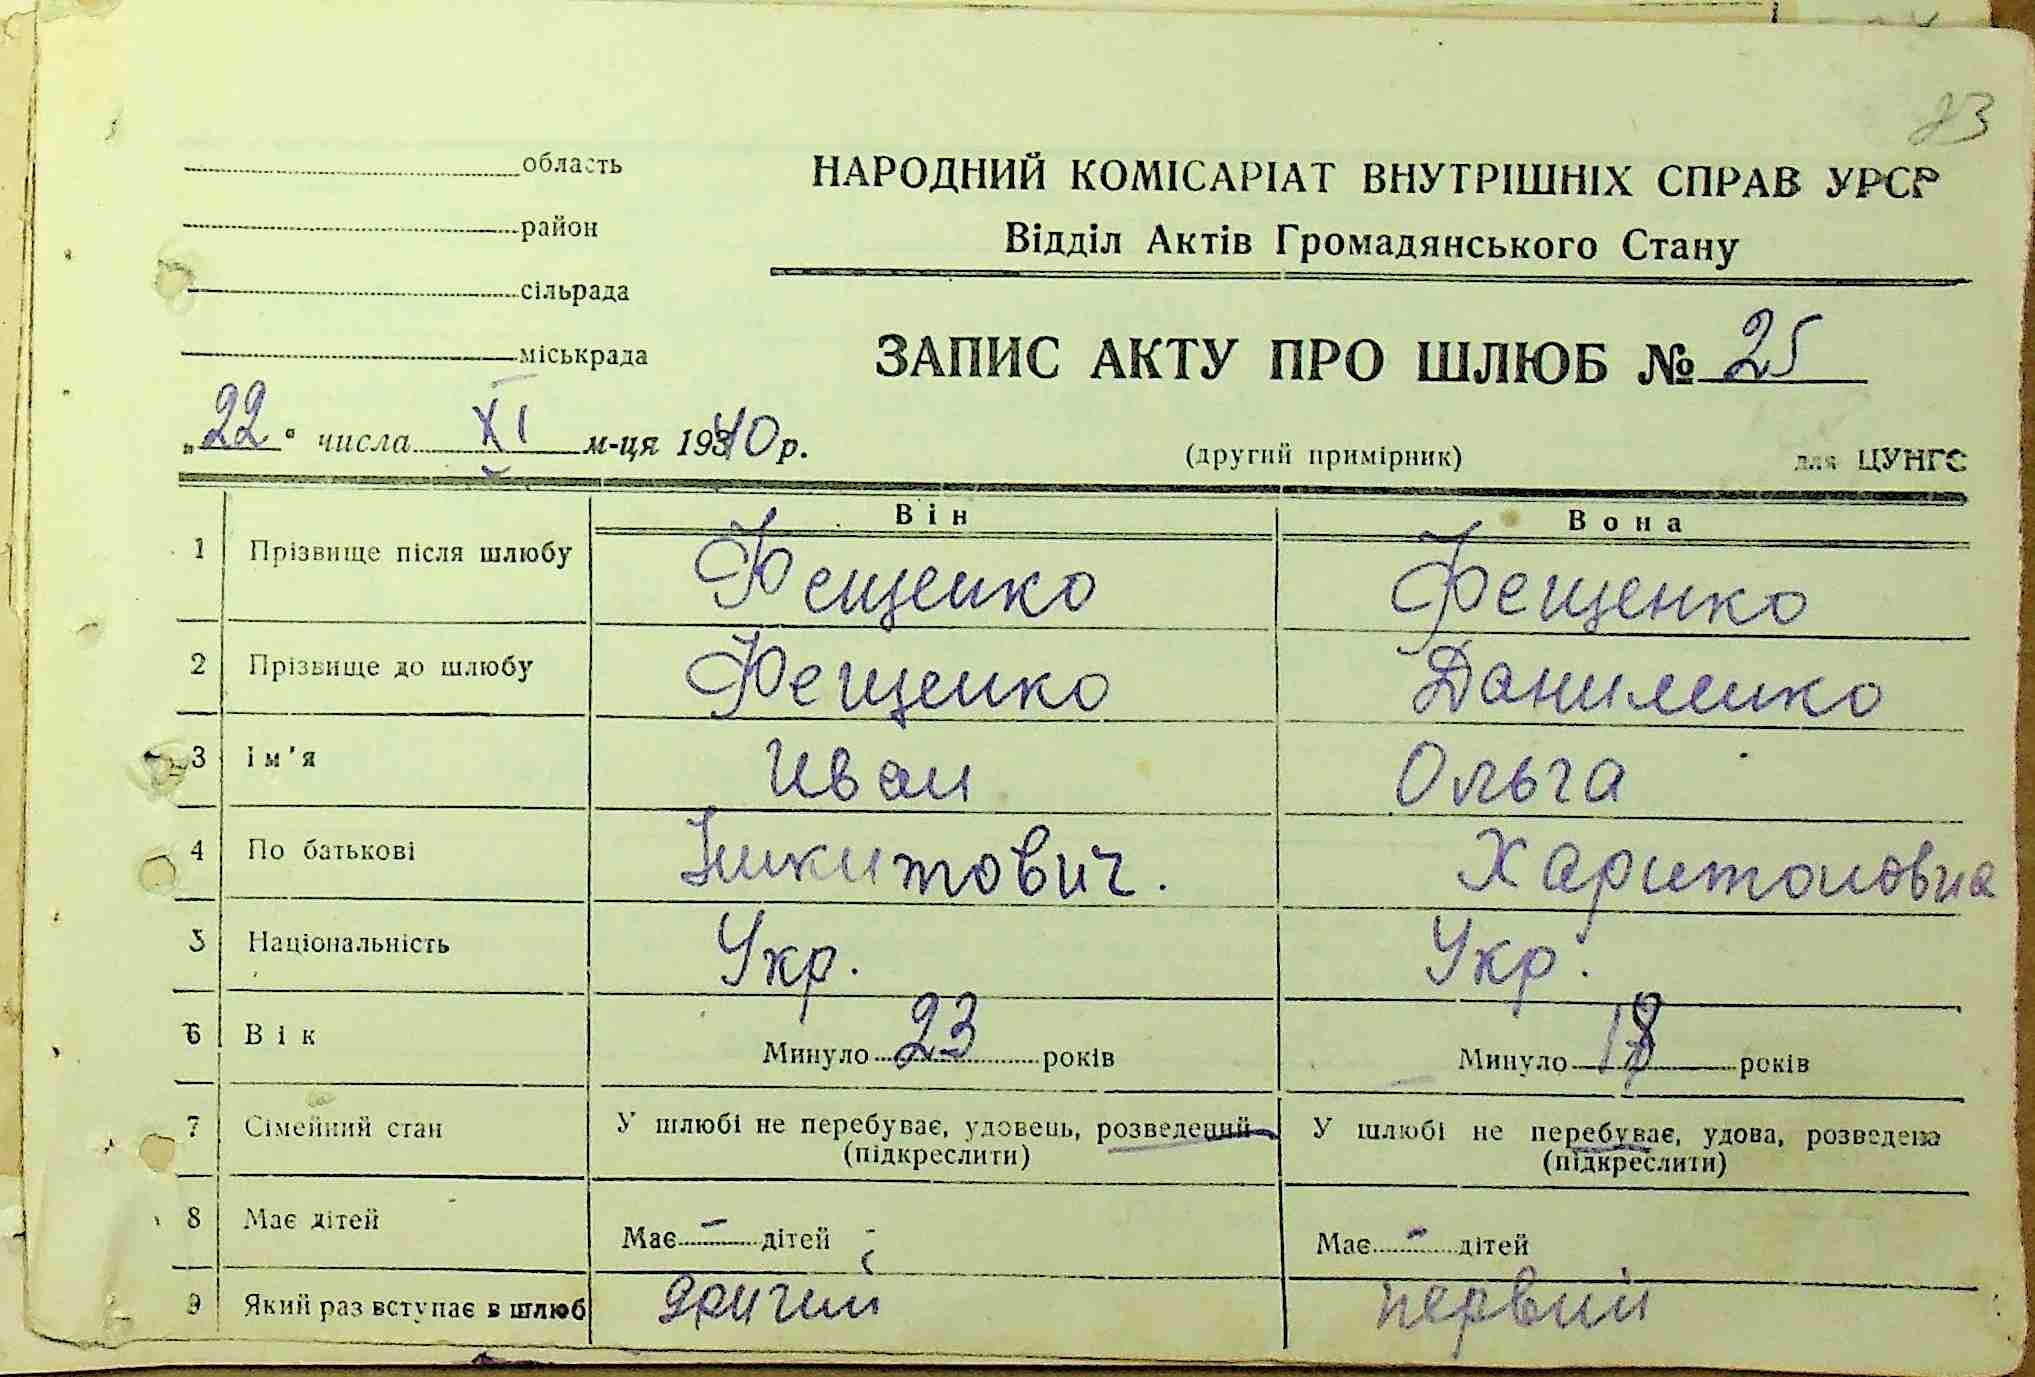 23
область
район
сільрада
міськрада
НАРОДНИЙ КОМІСАРІАТ ВНУТРІШНІХ СПРАВ УРСР
Відділ Актів Громадянського Стану
ЗАПИС АКТУ ПРО ШЛЮБ № 25
„22“ числа XI м-ця 1940 р.
(другий примірник) для ЦУНГС
Він Вона
1 Прізвище після шлюбу Фещенко Фещенко
2 Прізвище до шлюбу Фещенко Даниленко
3 Ім'я Иван Ольга
4 По батькові Никитович. Харитоновна
5 Національність Укр. Укр.
6 Вік Минуло 23 років Минуло 18 років
7 Сімейний стан У шлюбі не перебуває, удовець, розведений У шлюбі не перебуває, удова, розведена
(підкреслити) (підкреслити)
8 Має дітей Має – дітей Має – дітей
9 Який раз вступає в шлюб другий первий